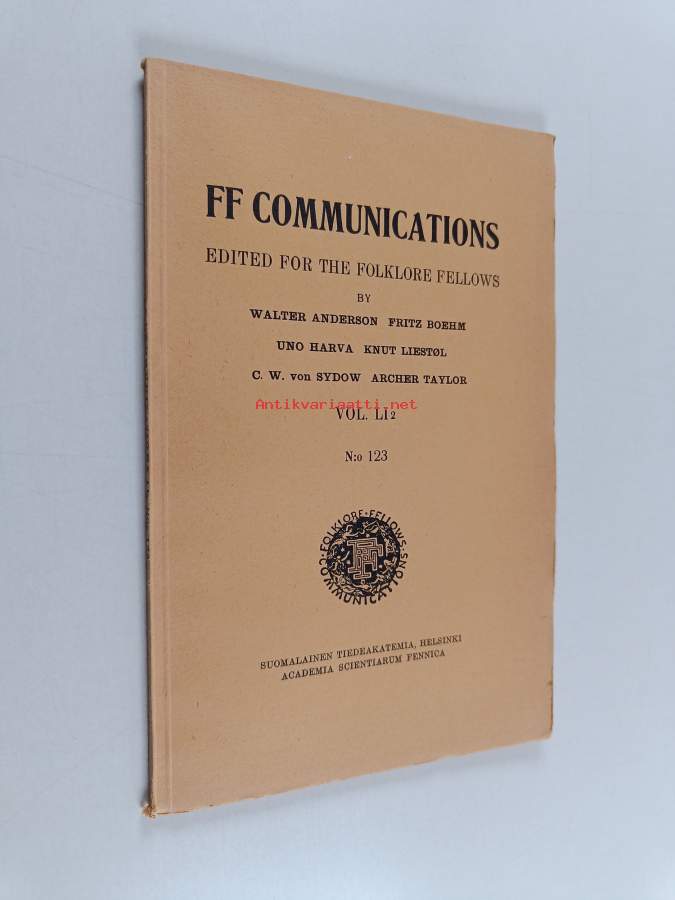 FF COMMUNICATIONS
EDITED FOR THE FOLKLORE FELLOWS
BY
WALTER ANDERSON FRITZ BOEHM
UNO HARVA KNUT LIESTØL
C. W. von SYDOW ARCHER TAYLOR
Antikvariaatti.net
VOL. LI2
N:o 123
FOLKLORE·FELLOWS
FF
COMMUNICATIONS
SUOMALAINEN TIEDEAKATEMIA, HELSINKI
ACADEMIA SCIENTIARUM FENNICA